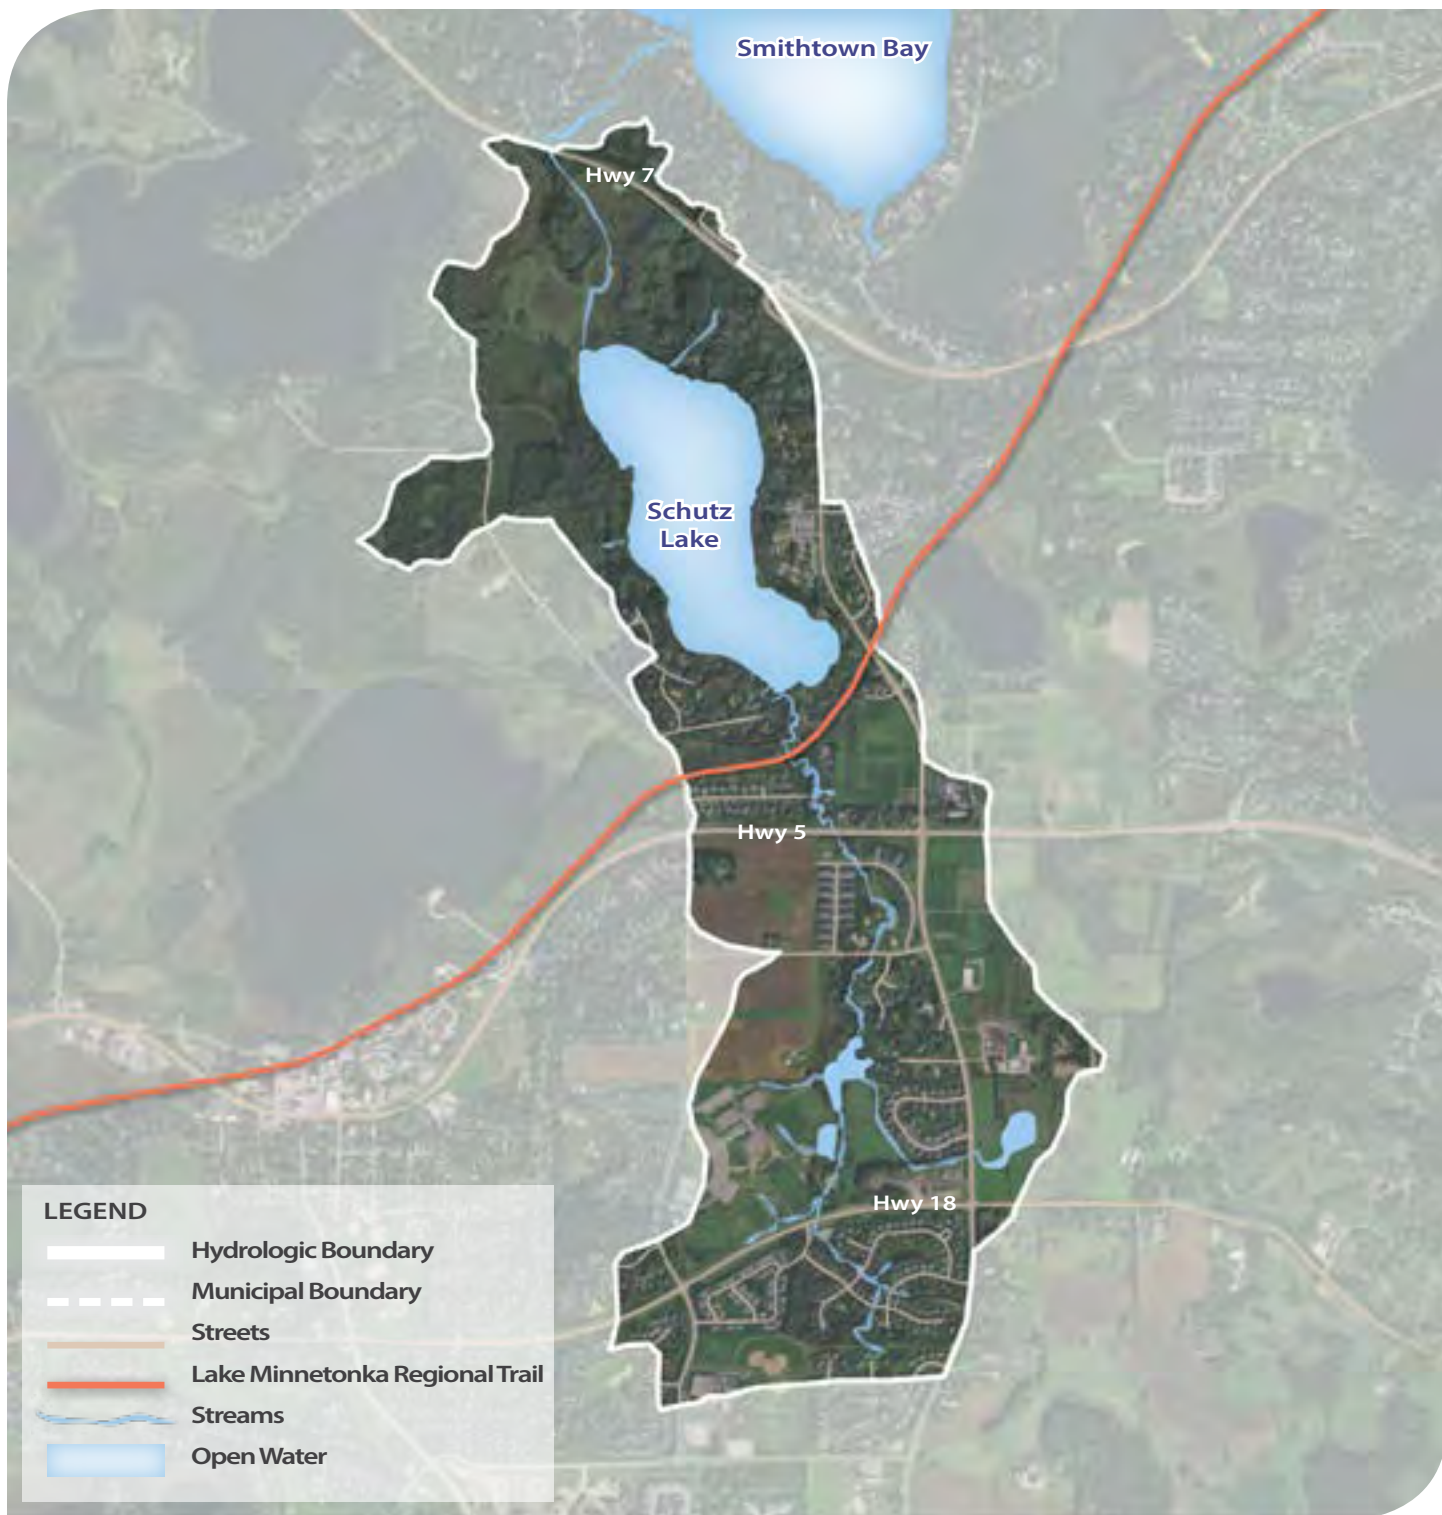 Smithtown Bay
Hwy 7
Schutz
Lake
Hwy 5
Hwy 18
LEGEND
Hydrologic Boundary
Municipal Boundary
Streets
Lake Minnetonka Regional Trail
Streams
Open Water